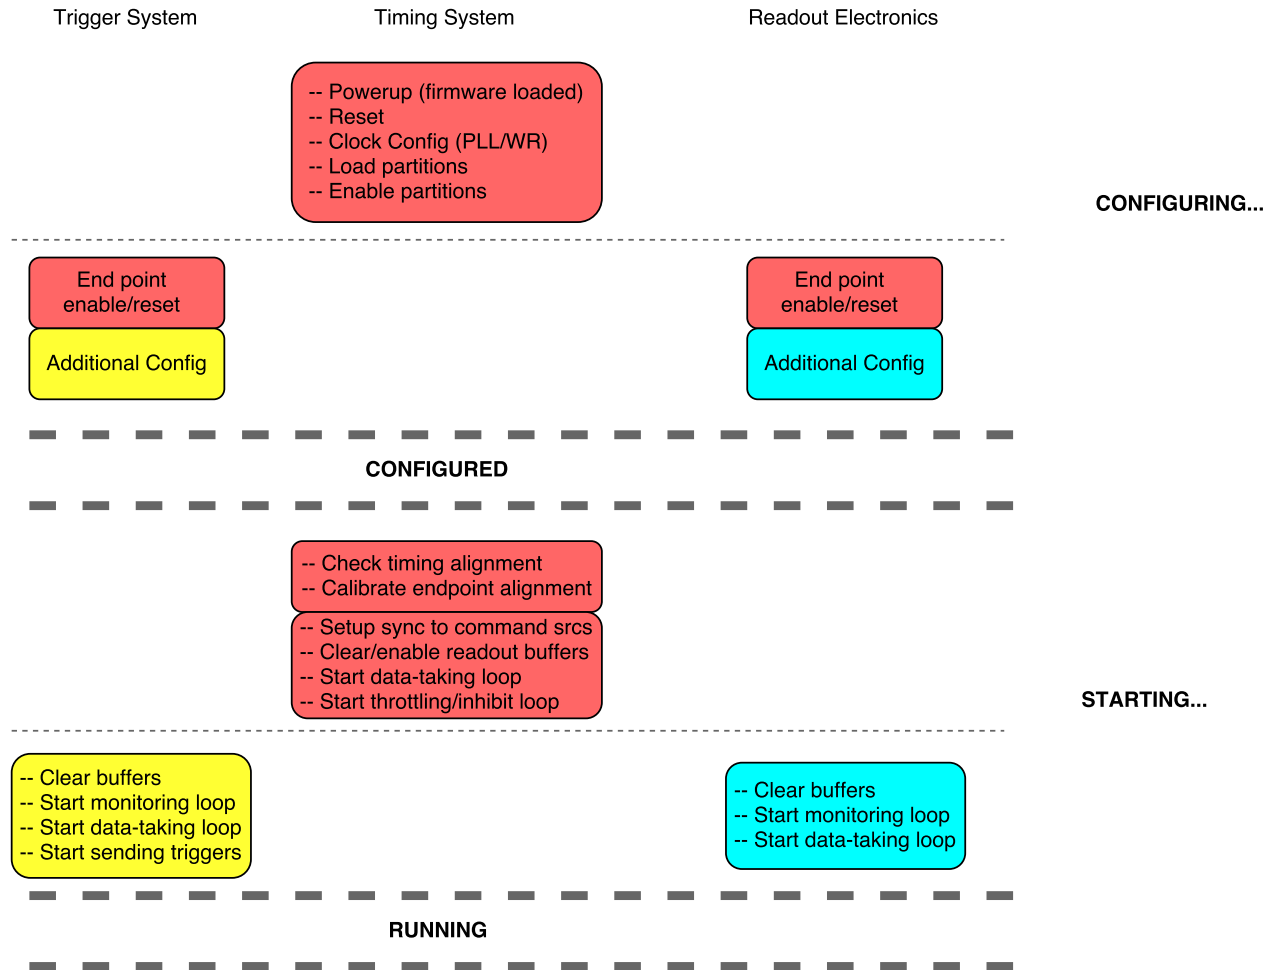 Trigger System
Timing System
Readout Electronics
-- Powerup (firmware loaded)
-- Reset
-- Clock Config (PLL/WR)
-- Load partitions
-- Enable partitions
CONFIGURING...
End point
enable/reset
Additional Config
End point
enable/reset
Additional Config
CONFIGURED
-- Check timing alignment
-- Calibrate endpoint alignment
-- Setup sync to command srcs
-- Clear/enable readout buffers
-- Start data-taking loop
-- Start throttling/inhibit loop
STARTING...
-- Clear buffers
-- Start monitoring loop
-- Start data-taking loop
-- Start sending triggers
-- Clear buffers
-- Start monitoring loop
-- Start data-taking loop
RUNNING